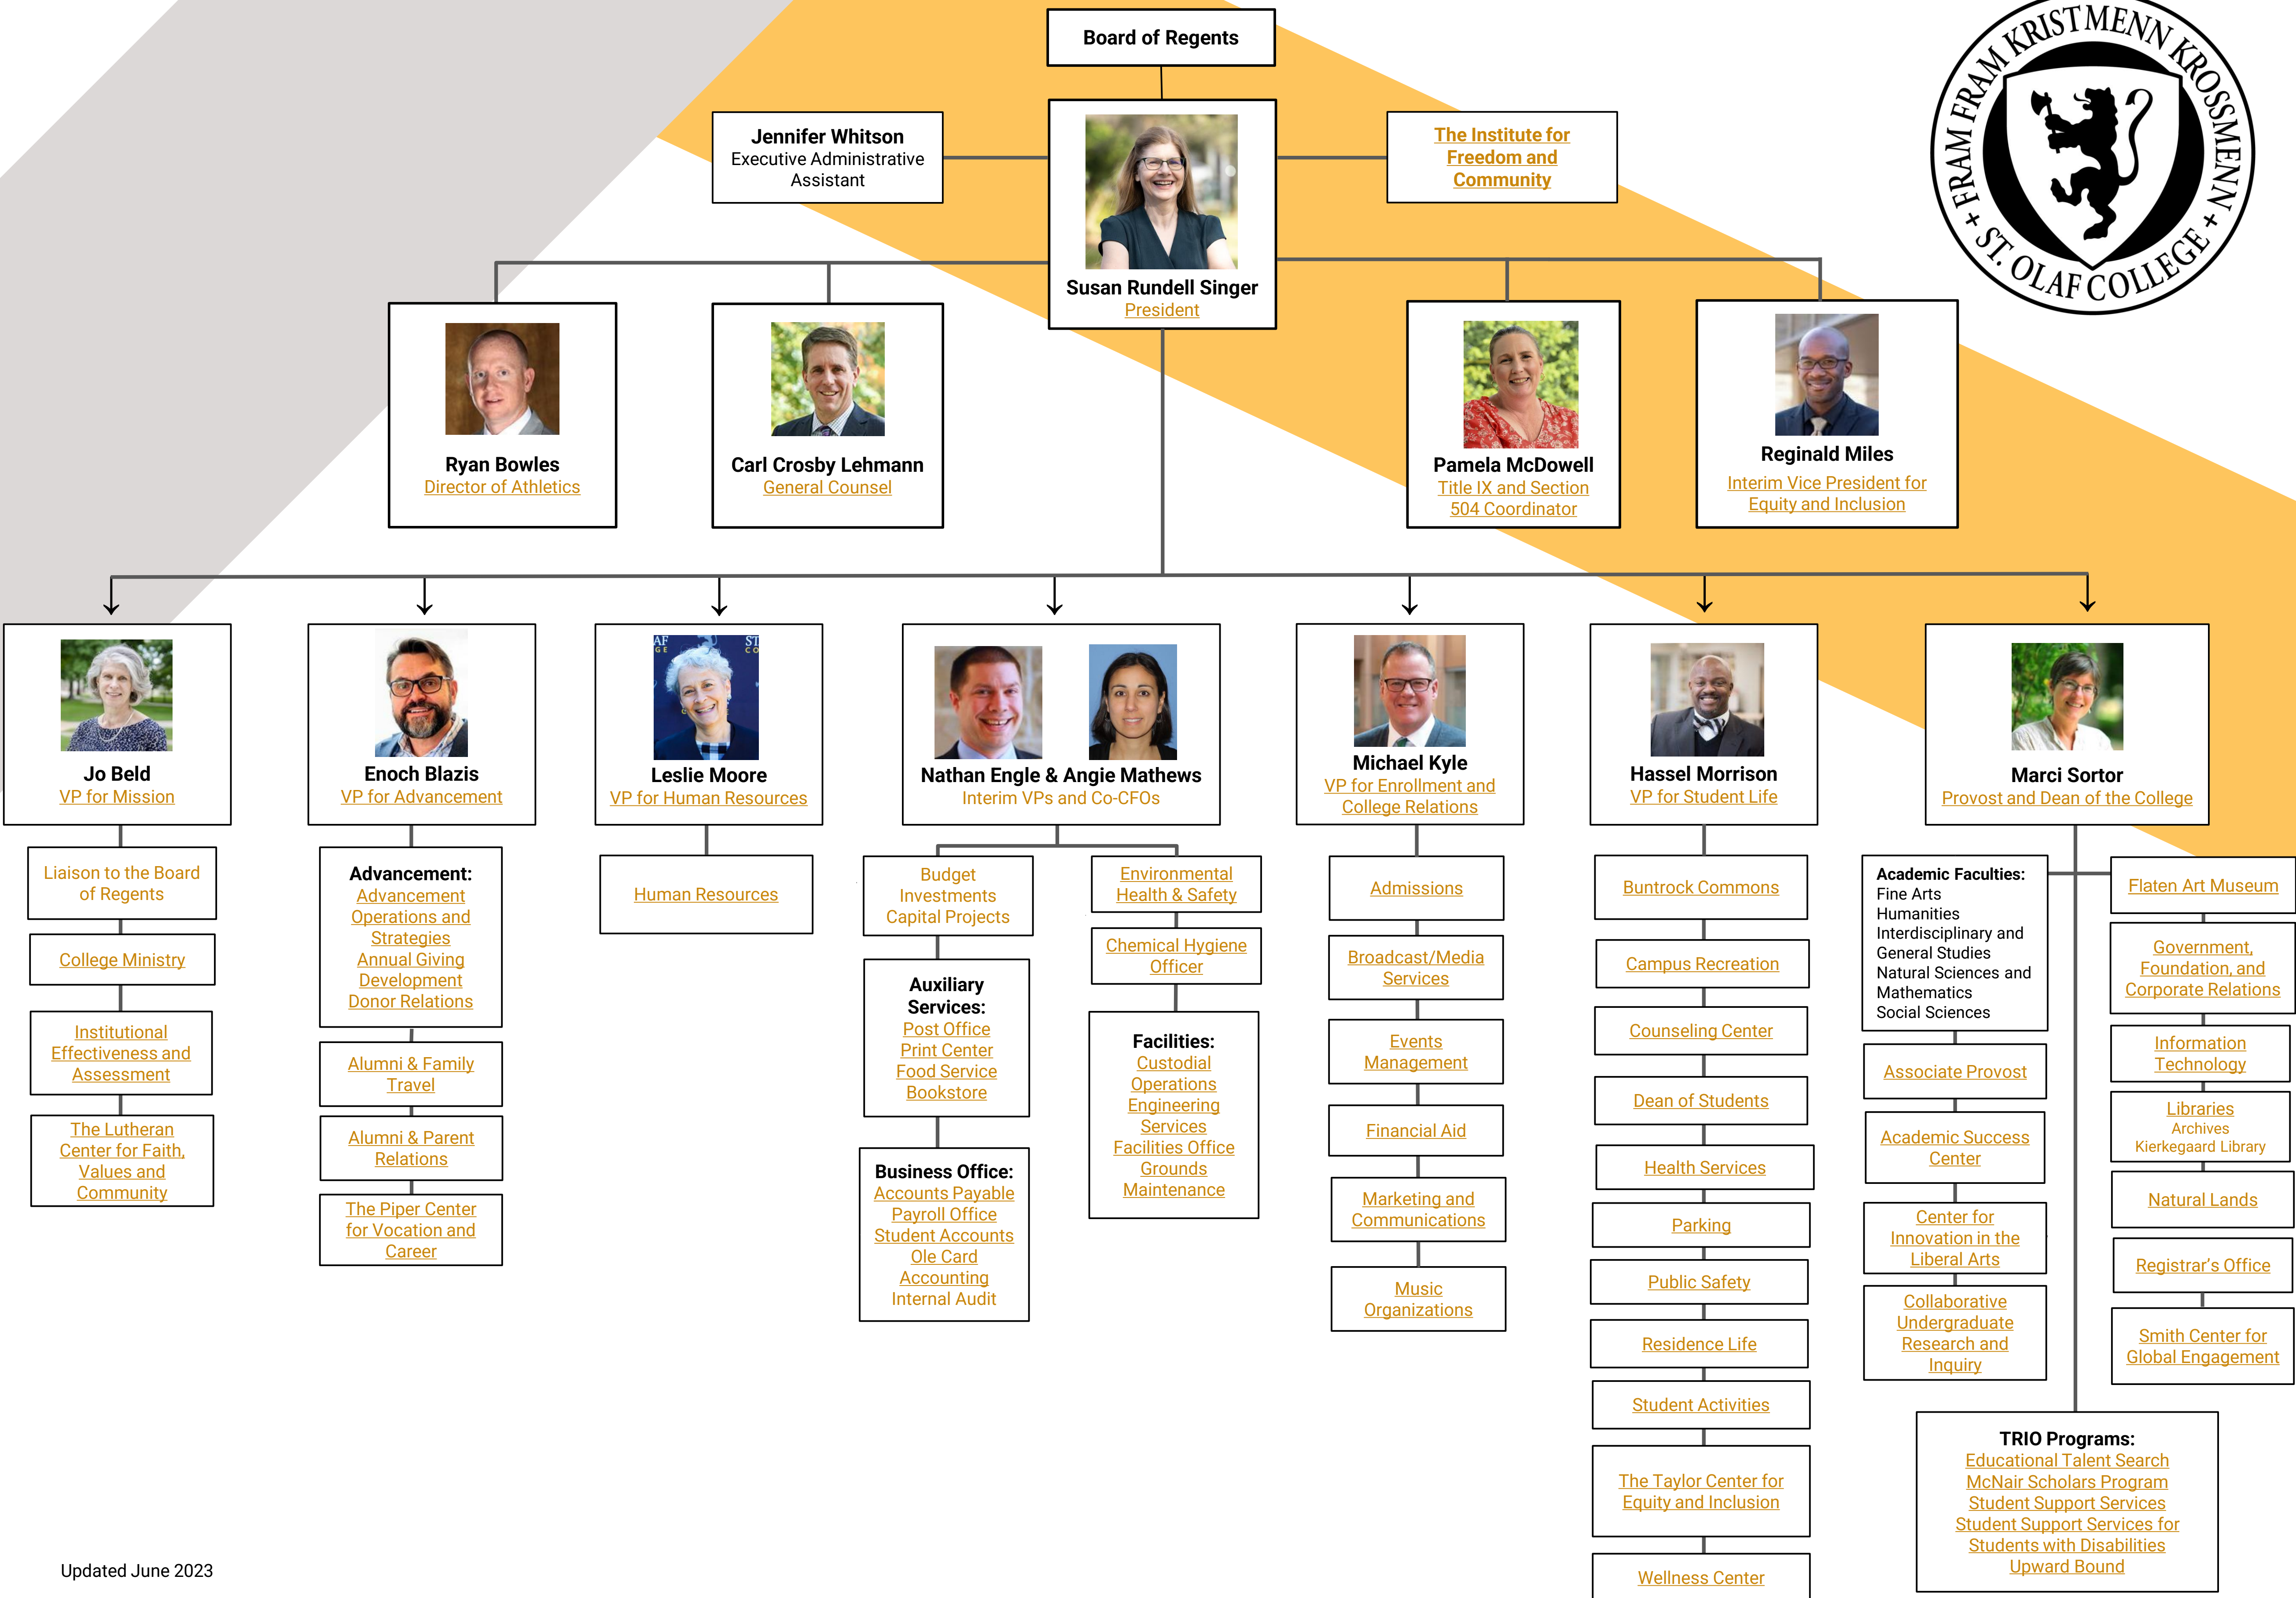 Board of Regents
FRAM FRAM KRISTMENN KROSSMENN
+ ST. OLAF COLLEGE +
Jennifer Whitson
Executive Administrative
Assistant
The Institute for
Freedom and
Community
Susan Rundell Singer
President
Ryan Bowles
Director of Athletics
Carl Crosby Lehmann
General Counsel
Pamela McDowell
Title IX and Section
504 Coordinator
Reginald Miles
Interim Vice President for
Equity and Inclusion
Jo Beld
VP for Mission
Liaison to the Board
of Regents
College Ministry
Institutional
Effectiveness and
Assessment
The Lutheran
Center for Faith,
Values and
Community
Enoch Blazis
VP for Advancement
Advancement:
Advancement
Operations and
Strategies
Annual Giving
Development
Donor Relations
Alumni & Family
Travel
Alumni & Parent
Relations
The Piper Center
for Vocation and
Career
AF
GE
ST
CO
Leslie Moore
VP for Human Resources
Human Resources
Nathan Engle & Angie Mathews
Interim VPs and Co-CFOs
Budget
Investments
Capital Projects
Auxiliary
Services:
Post Office
Print Center
Food Service
Bookstore
Business Office:
Accounts Payable
Payroll Office
Student Accounts
Ole Card
Accounting
Internal Audit
Environmental
Health & Safety
Chemical Hygiene
Officer
Facilities:
Custodial
Operations
Engineering
Services
Facilities Office
Grounds
Maintenance
Michael Kyle
VP for Enrollment and
College Relations
Admissions
Broadcast/Media
Services
Events
Management
Financial Aid
Marketing and
Communications
Music
Organizations
Hassel Morrison
VP for Student Life
Buntrock Commons
Campus Recreation
Counseling Center
Dean of Students
Health Services
Parking
Public Safety
Residence Life
Student Activities
The Taylor Center for
Equity and Inclusion
Wellness Center
Marci Sortor
Provost and Dean of the College
Academic Faculties:
Fine Arts
Humanities
Interdisciplinary and
General Studies
Natural Sciences and
Mathematics
Social Sciences
Associate Provost
Academic Success
Center
Center for
Innovation in the
Liberal Arts
Collaborative
Undergraduate
Research and
Inquiry
Flaten Art Museum
Government,
Foundation, and
Corporate Relations
Information
Technology
Libraries
Archives
Kierkegaard Library
Natural Lands
Registrar’s Office
Smith Center for
Global Engagement
TRIO Programs:
Educational Talent Search
McNair Scholars Program
Student Support Services
Student Support Services for
Students with Disabilities
Upward Bound
Updated June 2023